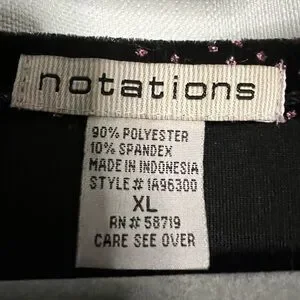 notations
90% POLYESTER
10% SPANDEX
MADE IN INDONESIA
STYLE# 1A96300
XL
RN# 58719
CARE SEE OVER